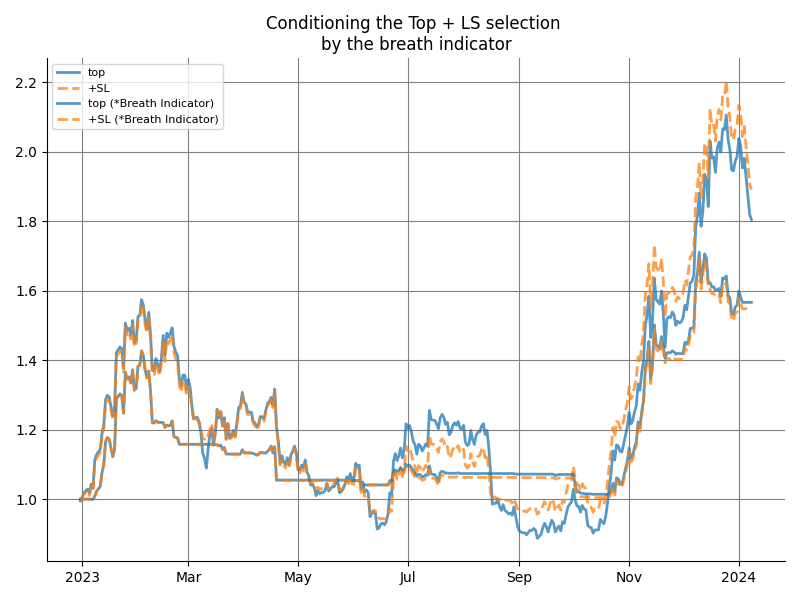 Conditioning the Top + LS selection
by the breath indicator
top
+SL
top (*Breath Indicator)
+SL (*Breath Indicator)
2.2
2.0
1.8
1.6
1.4
1.2
1.0
2023
Mar
May
Jul
Sep
Nov
2024